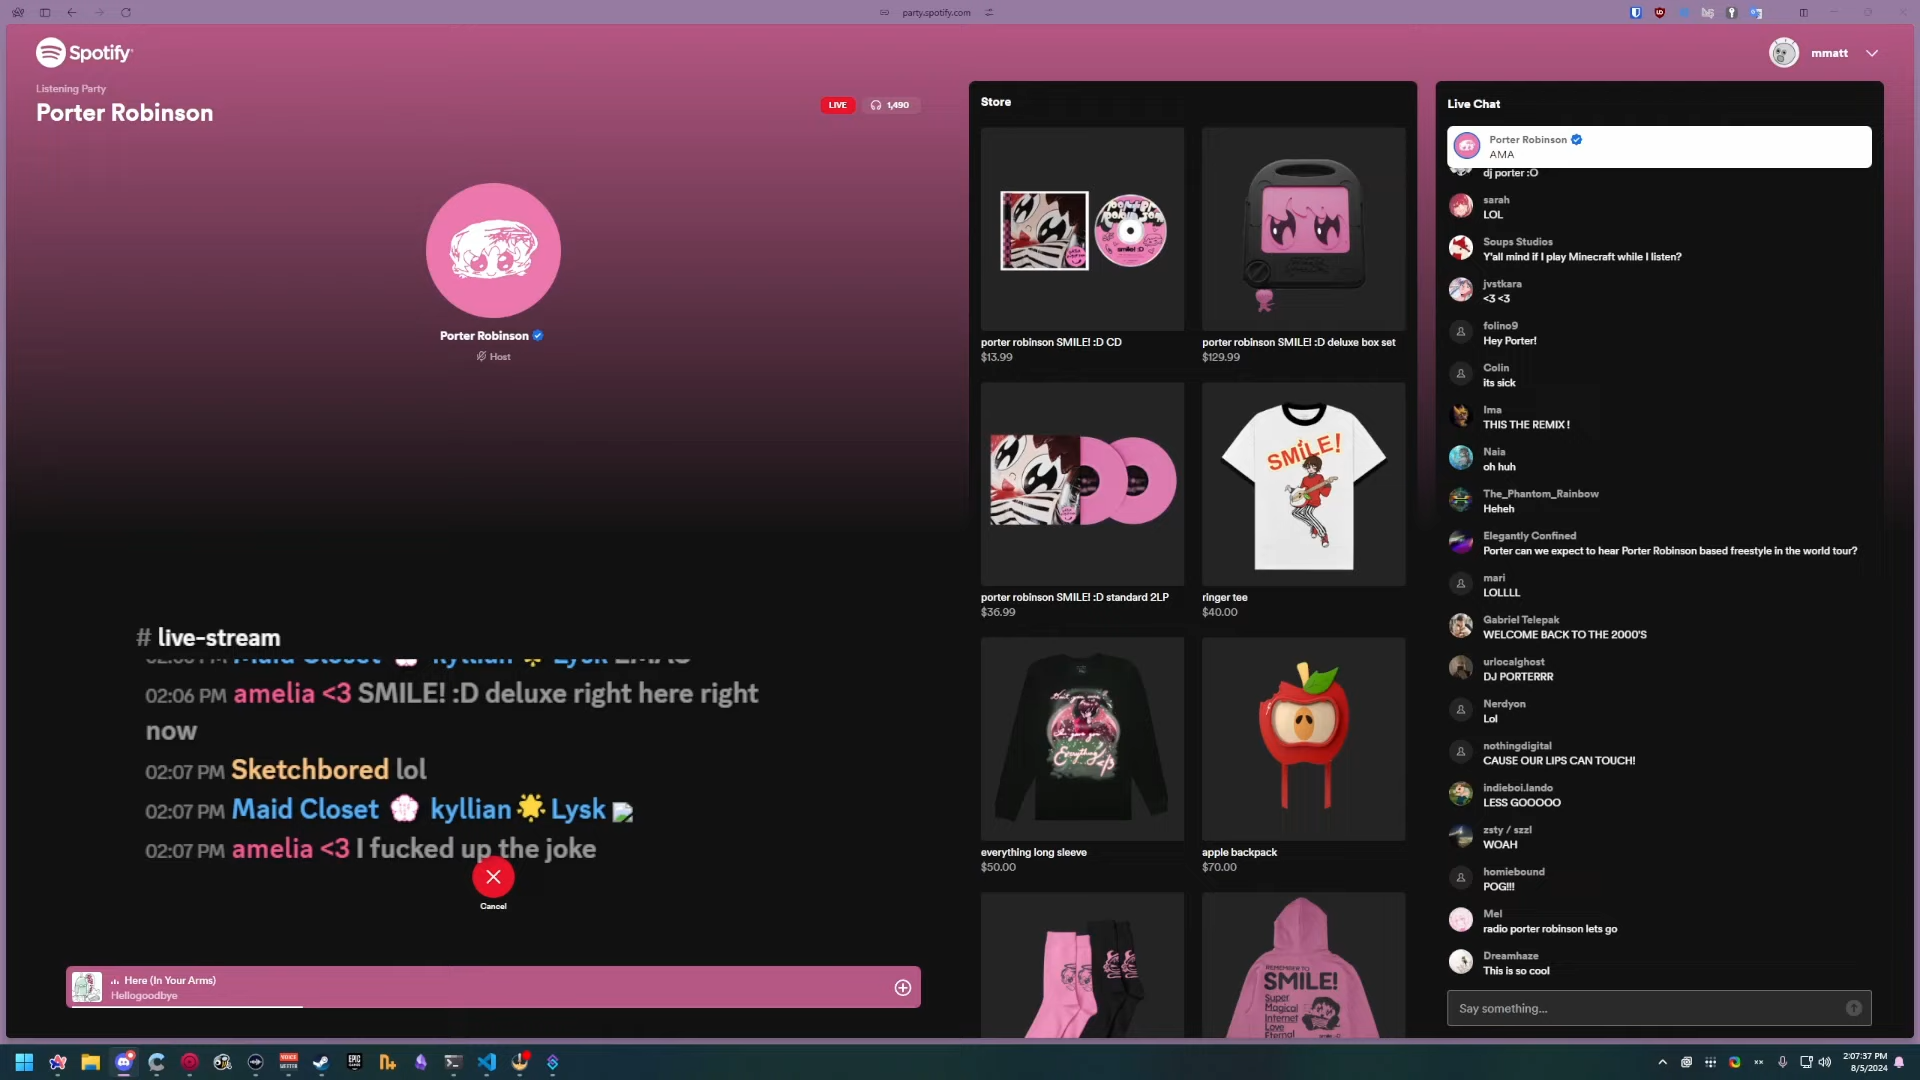 party.spotify.com
Spotify
mmatt
Listening Party
Porter Robinson
LIVE
1,490
Porter Robinson
Host
# live-stream
02:06 PM amelia <3 SMILE! :D deluxe right here right
now
02:07 PM Sketchbored lol
02:07 PM Maid Closet kyllian Lysk
02:07 PM amelia <3 I fucked up the joke
Cancel
Here (In Your Arms)
Hellogoodbye
Store
porter robinson SMILE! :D CD
$13.99
porter robinson SMILE! :D deluxe box set
$129.99
SMiLE!
porter robinson SMILE! :D standard 2LP
$36.99
ringer tee
$40.00
everything long sleeve
$50.00
apple backpack
$70.00
REMEMBER TO
SMILE!
Super
Magical
Internet
Love
Eternal
Live Chat
Porter Robinson
AMA
dj porter :O
sarah
LOL
Soups Studios
Y'all mind if I play Minecraft while I listen?
jvstkara
<3 <3
folino9
Hey Porter!
Colin
its sick
Ima
THIS THE REMIX !
Naia
oh huh
The_Phantom_Rainbow
Heheh
Elegantly Confined
Porter can we expect to hear Porter Robinson based freestyle in the world tour?
mari
LOLLLL
Gabriel Telepak
WELCOME BACK TO THE 2000'S
urlocalghost
DJ PORTERRR
Nerdyon
Lol
nothingdigital
CAUSE OUR LIPS CAN TOUCH!
indieboi.lando
LESS GOOOOO
zsty / szzl
WOAH
homiebound
POG!!!
Mel
radio porter robinson lets go
Dreamhaze
This is so cool
Say something...
2:07:37 PM
8/5/2024